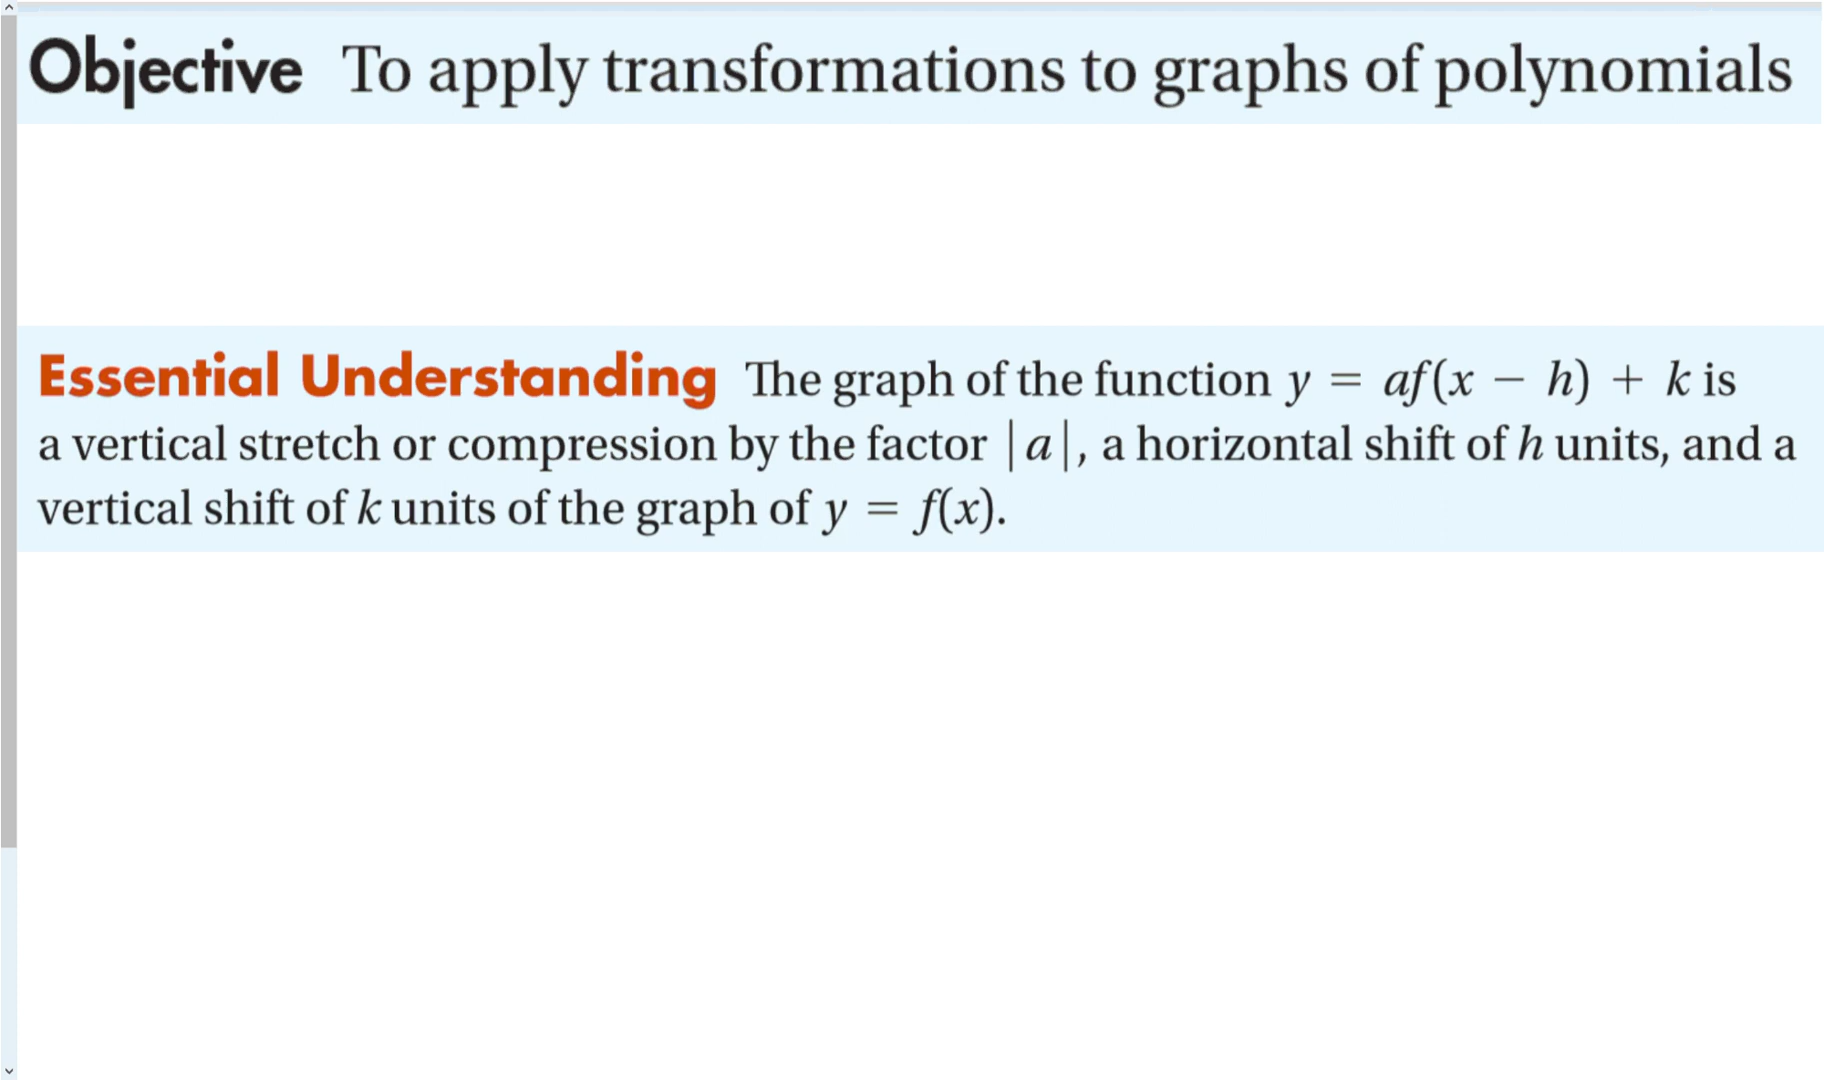 Objective To apply transformations to graphs of polynomials
Essential Understanding The graph of the function y = af(x − h) + k is
a vertical stretch or compression by the factor |a|, a horizontal shift of h units, and a
vertical shift of k units of the graph of y = f(x).